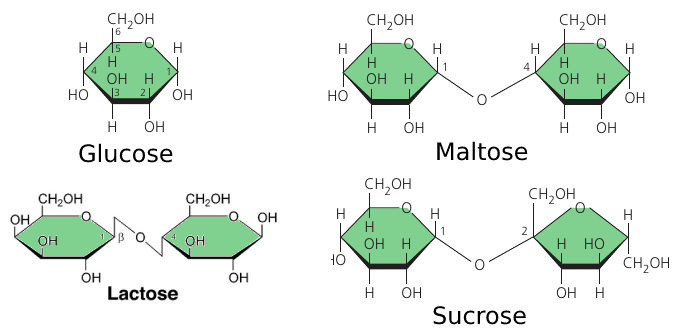 CH2OH
6
H 5 O H
H
4 OH H 1
HO 3 2 OH
H OH
Glucose
CH2OH CH2OH
H O H H O H
H 1 4 H
OH H OH H
HO O OH
H OH H OH
Maltose
CH2OH CH2OH
OH O O OH
OH 1 β O 4 OH
OH OH
Lactose
CH2OH CH2OH
H O H O H
H 1 2
OH H H HO
HO O CH2OH
H OH OH H
Sucrose